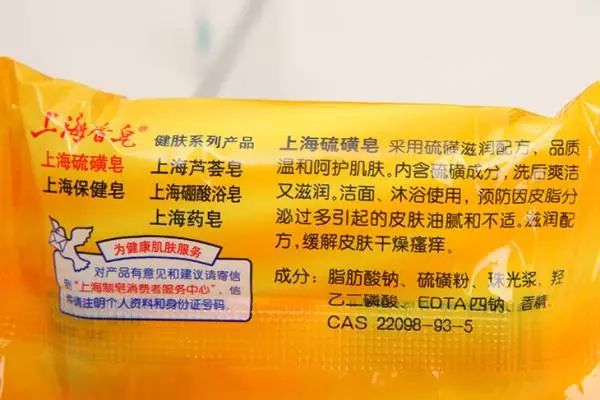 上海香皂® 健肤系列产品
上海硫磺皂 上海芦荟皂
上海保健皂 上海硼酸浴皂
上海药皂
为健康肌肤服务
对产品有意见和建议请寄信
到"上海制皂消费者服务中心"、信
件请注明个人资料和身份证号码。
上海硫磺皂 采用硫磺滋润配方、品质
温和呵护肌肤。内含硫磺成分，洗后爽洁
又滋润。洁面、沐浴使用，预防因皮脂分
泌过多引起的皮肤油腻和不适。滋润配
方，缓解皮肤干燥瘙痒。
成分：脂肪酸钠、硫磺粉、珠光浆、羟
乙二磷酸、EDTA 四钠、香精、
CAS 22098-93-5